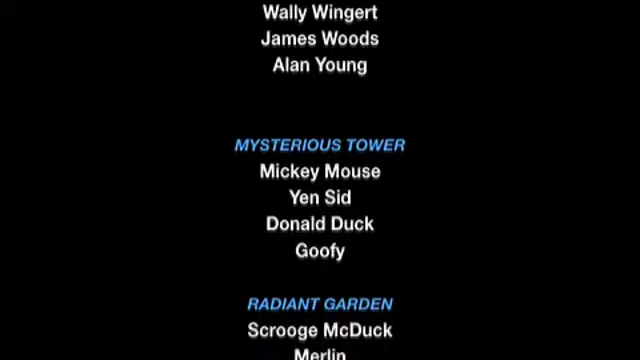 Wally Wingert
James Woods
Alan Young
MYSTERIOUS TOWER
Mickey Mouse
Yen Sid
Donald Duck
Goofy
RADIANT GARDEN
Scrooge McDuck
Merlin